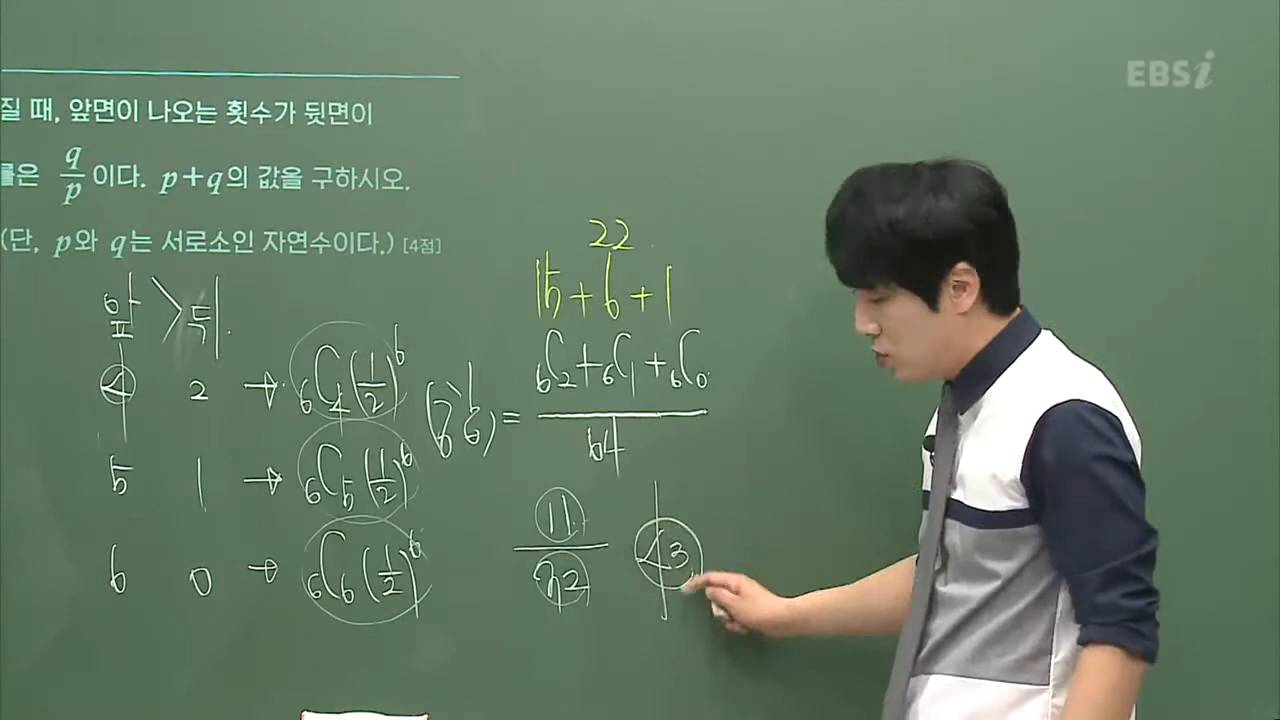 EBSi
질 때, 앞면이 나오는 횟수가 뒷면이
률은 q/p 이다. p+q의 값을 구하시오.
(단, p와 q는 서로소인 자연수이다.) [4점]
앞 > 뒤.
4 2 → ₆C₄(1/2)⁶
5 1 → ₆C₅(1/2)⁶
6 0 → ₆C₆(1/2)⁶
22
15+6+1
= ₆C₂+₆C₁+₆C₀ / 64
11/32 43